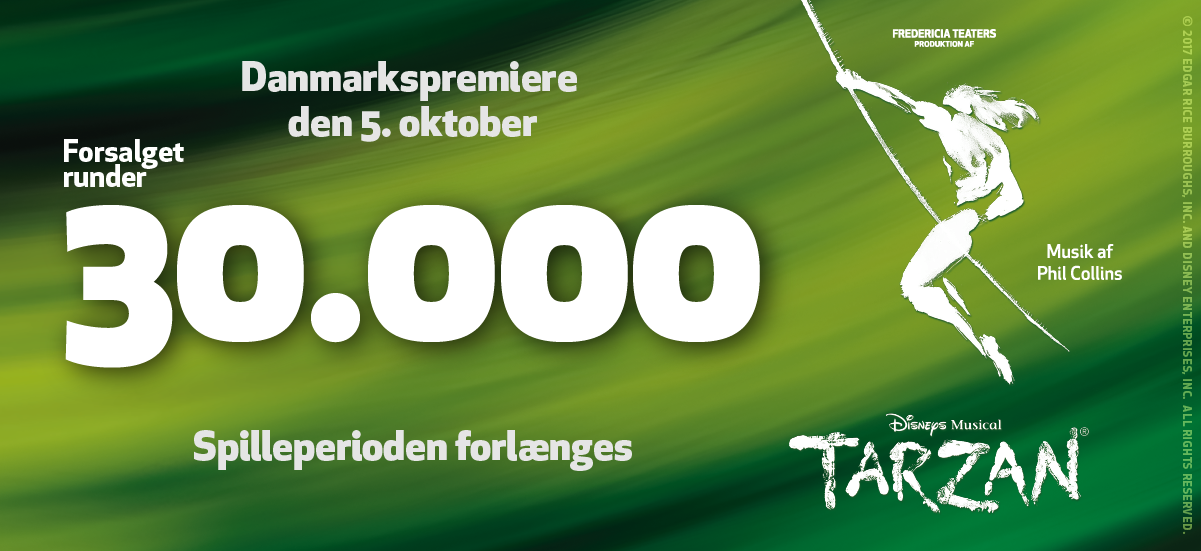 Danmarkspremiere
den 5. oktober
Forsalget
runder
30.000
Spilleperioden forlænges
FREDERICIA TEATERS
PRODUKTION AF
Musik af
Phil Collins
Disneys Musical
TARZAN®
© 2017 EDGAR RICE BURROUGHS, INC. AND DISNEY ENTERPRISES, INC. ALL RIGHTS RESERVED.